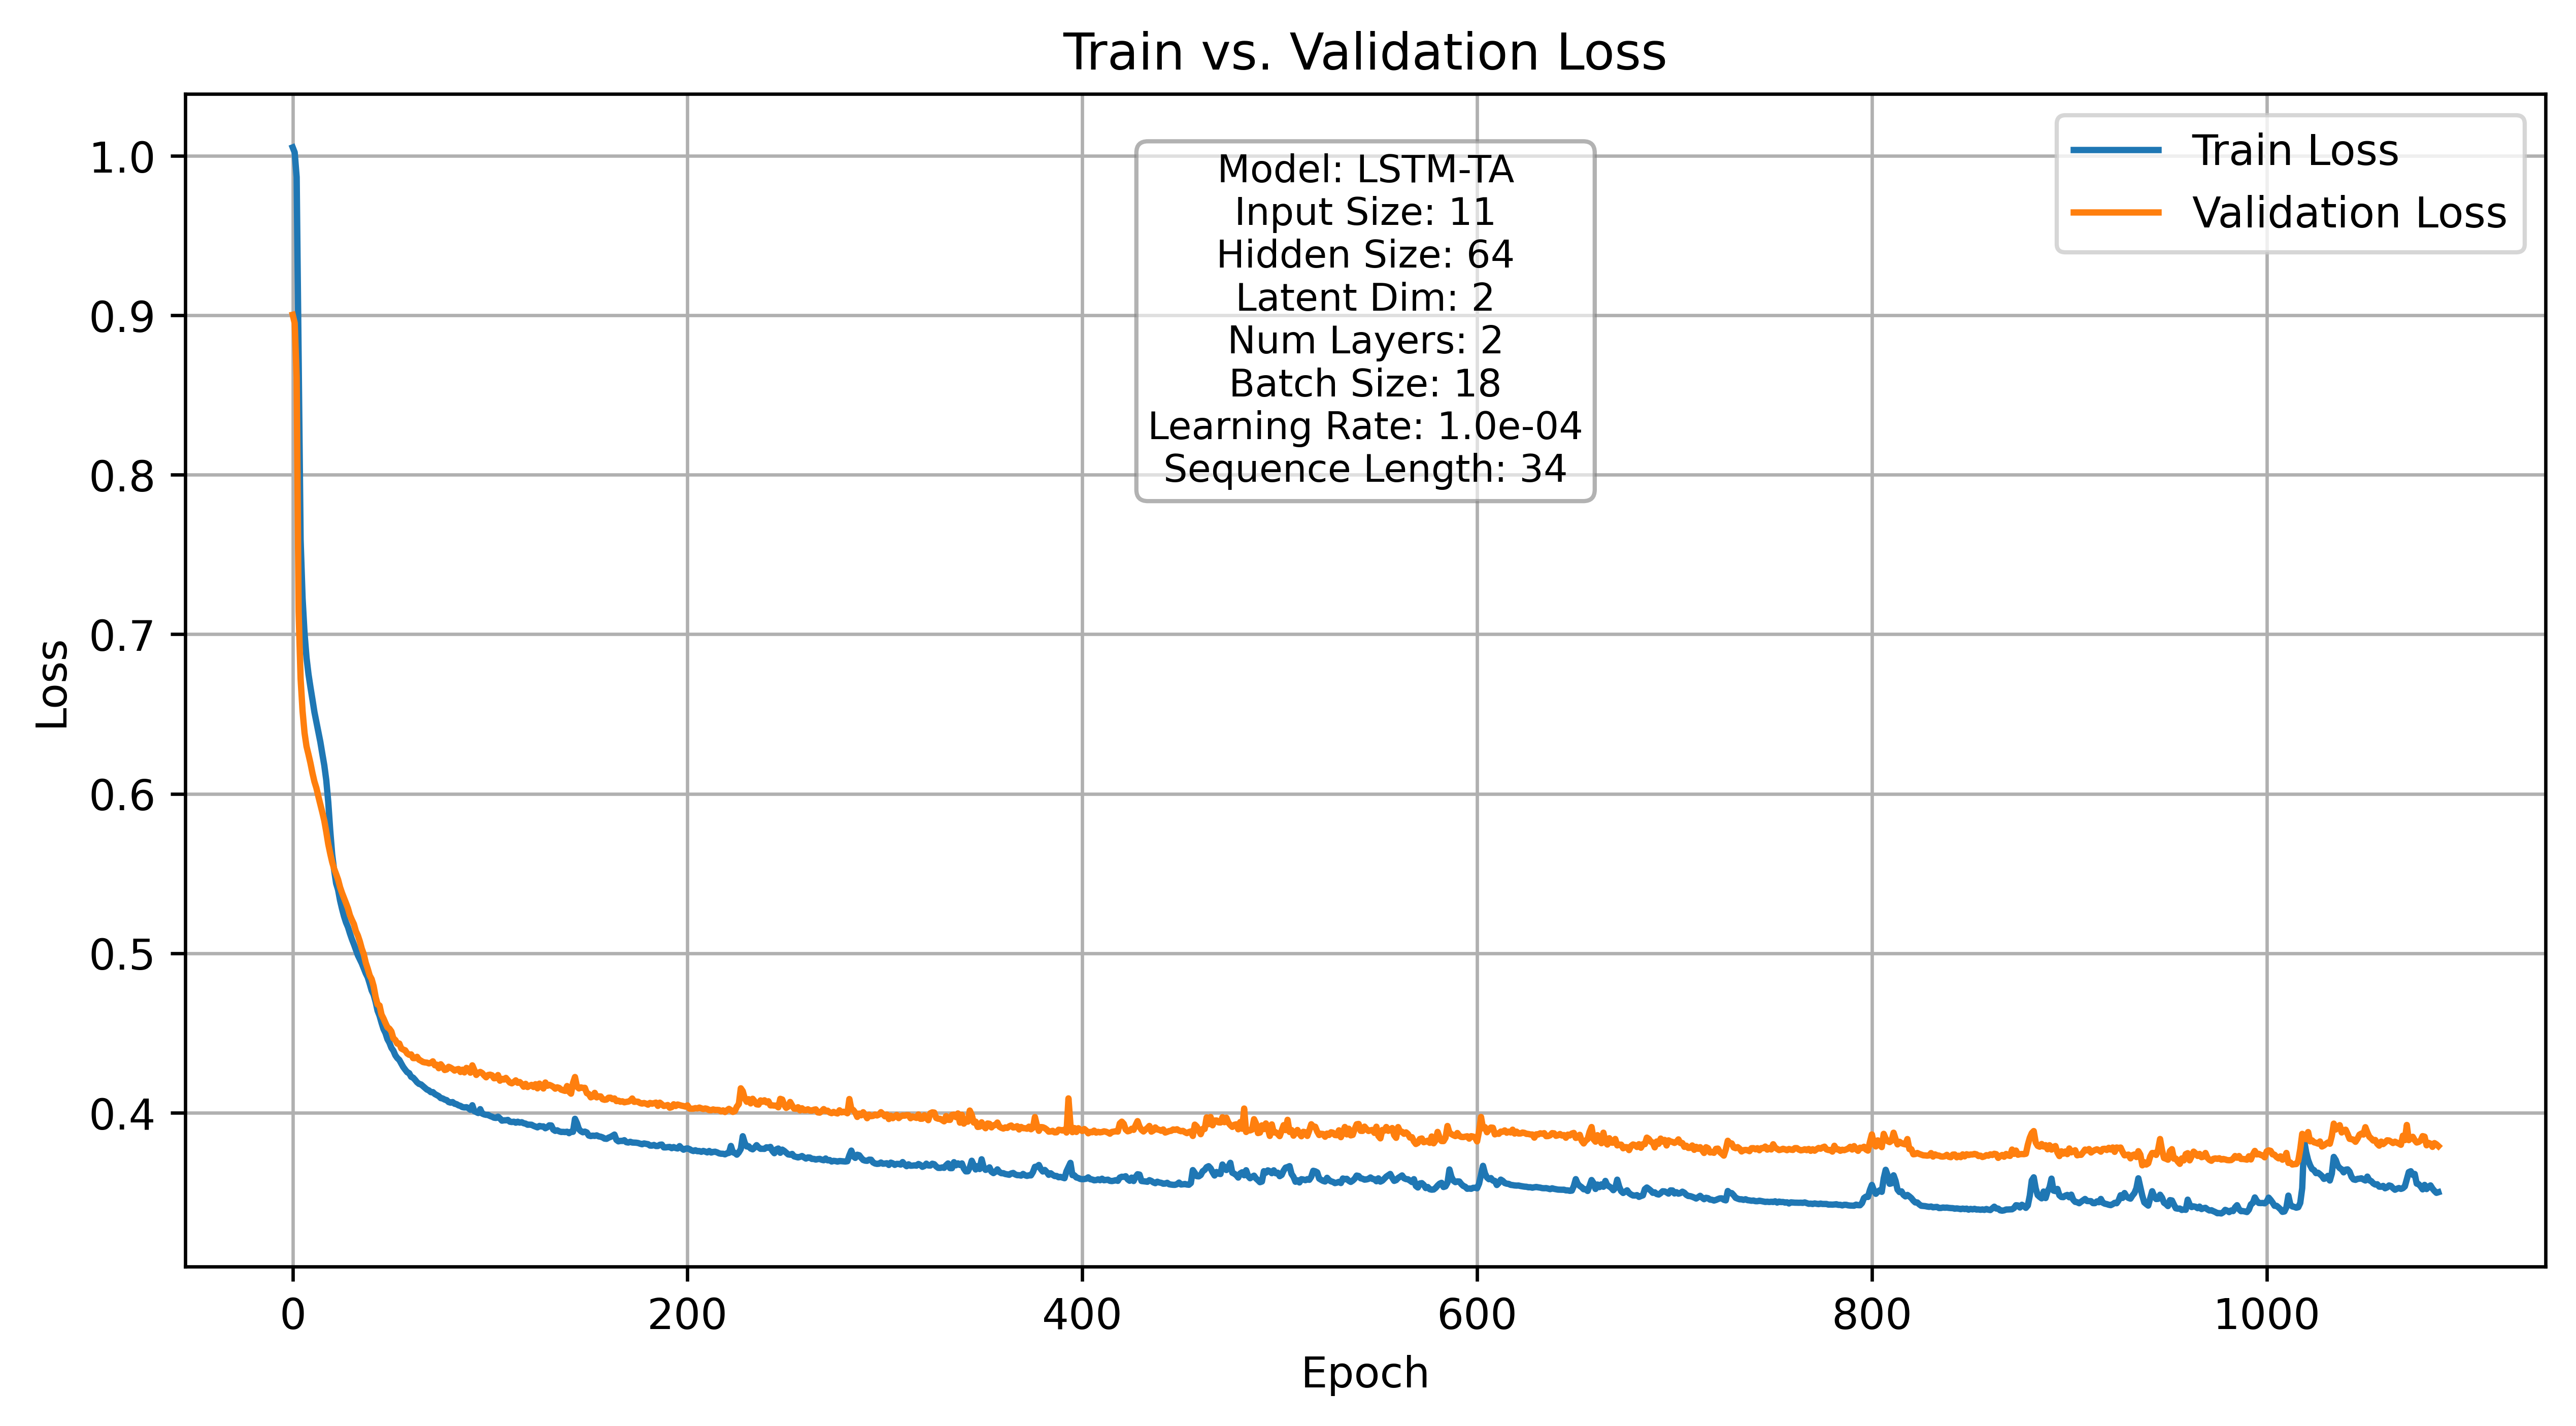 Train vs. Validation Loss
Train Loss
Validation Loss
Model: LSTM-TA
Input Size: 11
Hidden Size: 64
Latent Dim: 2
Num Layers: 2
Batch Size: 18
Learning Rate: 1.0e-04
Sequence Length: 34
Loss
1.0
0.9
0.8
0.7
0.6
0.5
0.4
0 200 400 600 800 1000
Epoch